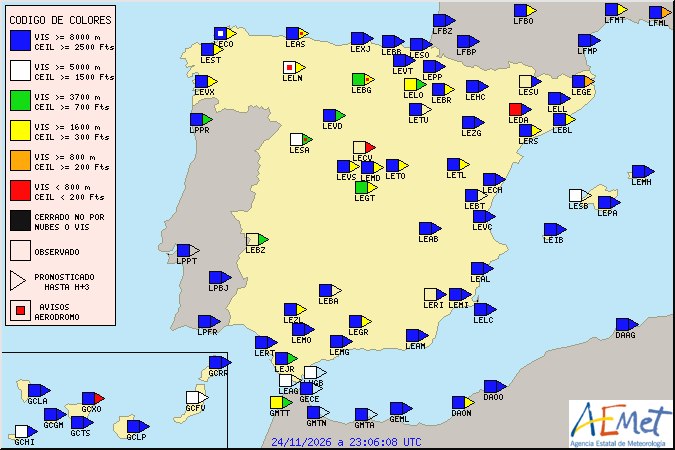 CODIGO DE COLORES
VIS >= 8000 m
CEIL >= 2500 Fts
VIS >= 5000 m
CEIL >= 1500 Fts
VIS >= 3700 m
CEIL >= 700 Fts
VIS >= 1600 m
CEIL >= 300 Fts
VIS >= 800 m
CEIL >= 200 Fts
VIS < 800 m
CEIL < 200 Fts
CERRADO NO POR
NUBES O VIS
OBSERVADO
PRONOSTICADO
HASTA H+3
AVISOS
AERODROMO
LFBO
LFMT
LFML
LFBZ
LECO
LEAS
LEXJ
LEBB
LESO
LFBP
LFMP
LEST
LEVT
LEPP
LELN
LEVX
LEBG
LELO
LEBR
LEHC
LESU
LEGE
LELL
LPPR
LEVD
LETU
LEZG
LEDA
LEBL
LERS
LESA
LECV
LEVS
LEMD
LETO
LETL
LECH
LEMH
LEGT
LEBT
LESB
LEPA
LEVC
LEIB
LEAB
LEBZ
LPPT
LEAL
LPBJ
LEBA
LERI
LEMI
LEZL
LELC
LPFR
LEMO
LEGR
LEAM
DAAG
LERT
LEMG
LEJR
GCRR
LEAG
LXGB
GECE
DAOO
GCLA
GCXO
GCFV
GMTT
GMTN
GMTA
GEML
DAON
GCGM
GCTS
GCLP
GCHI
24/11/2026 a 23:06:08 UTC
AEMet
Agencia Estatal de Meteorología